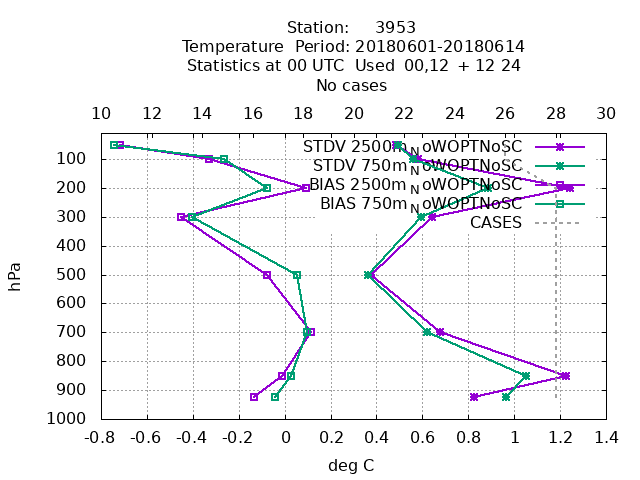 Station: 3953
Temperature Period: 20180601-20180614
Statistics at 00 UTC Used 00,12 + 12 24
No cases
10 12 14 16 18 20 22 24 26 28 30
STDV 2500m_NoWOPTNoSC
STDV 750m_NoWOPTNoSC
BIAS 2500m_NoWOPTNoSC
BIAS 750m_NoWOPTNoSC
CASES
hPa
100
200
300
400
500
600
700
800
900
1000
-0.8 -0.6 -0.4 -0.2 0 0.2 0.4 0.6 0.8 1 1.2 1.4
deg C